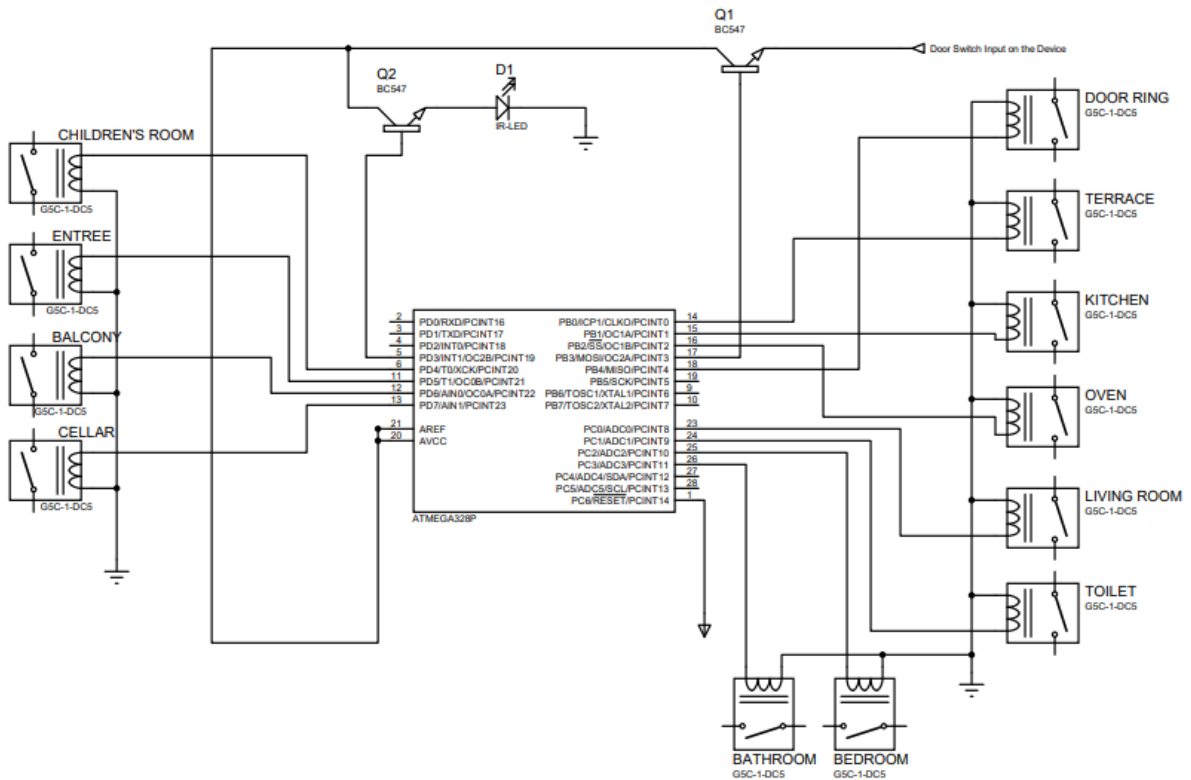 Q1
BC547
Door Switch Input on the Device
Q2
BC547
D1
IR-LED
CHILDREN'S ROOM
G5C-1-DC5
ENTREE
G5C-1-DC5
BALCONY
G5C-1-DC5
CELLAR
G5C-1-DC5
DOOR RING
G5C-1-DC5
TERRACE
G5C-1-DC5
KITCHEN
G5C-1-DC5
OVEN
G5C-1-DC5
LIVING ROOM
G5C-1-DC5
TOILET
G5C-1-DC5
2 PD0/RXD/PCINT16
3 PD1/TXD/PCINT17
4 PD2/INT0/PCINT18
5 PD3/INT1/OC2B/PCINT19
6 PD4/T0/XCK/PCINT20
11 PD5/T1/OC0B/PCINT21
12 PD6/AIN0/OC0A/PCINT22
13 PD7/AIN1/PCINT23
21 AREF
20 AVCC
PB0/ICP1/CLKO/PCINT0 14
PB1/OC1A/PCINT1 15
PB2/SS/OC1B/PCINT2 16
PB3/MOSI/OC2A/PCINT3 17
PB4/MISO/PCINT4 18
PB5/SCK/PCINT5 19
PB6/TOSC1/XTAL1/PCINT6 9
PB7/TOSC2/XTAL2/PCINT7 10
PC0/ADC0/PCINT8 23
PC1/ADC1/PCINT9 24
PC2/ADC2/PCINT10 25
PC3/ADC3/PCINT11 26
PC4/ADC4/SDA/PCINT12 27
PC5/ADC5/SCL/PCINT13 28
PC6/RESET/PCINT14 1
ATMEGA328P
BATHROOM
G5C-1-DC5
BEDROOM
G5C-1-DC5